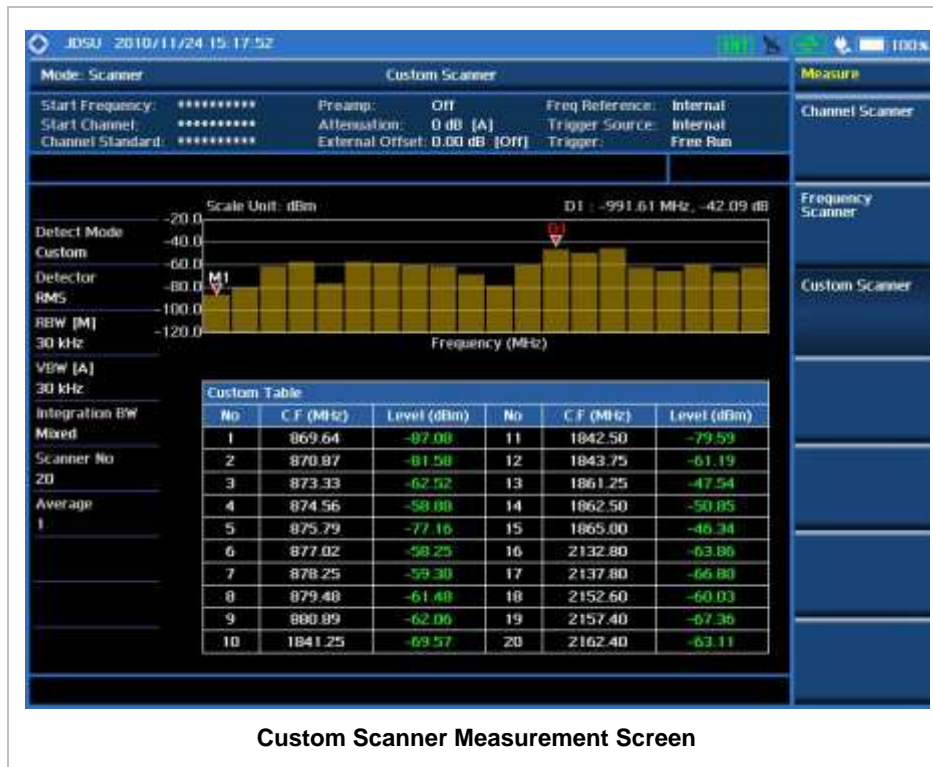 JDSU 2010/11/24 15:17:52 100%
Mode: Scanner Custom Scanner Measure
Start Frequency: ********** Preamp: Off Freq Reference: Internal
Start Channel: ********** Attenuation: 0 dB [A] Trigger Source: Internal
Channel Standard: ********** External Offset: 0.00 dB [Off] Trigger: Free Run
Channel Scanner
Frequency
Scanner
Custom Scanner
Scale Unit: dBm D1 : -991.61 MHz, -42.09 dB
Detect Mode
Custom
Detector
RMS
RBW [M]
30 kHz
VBW [A]
30 kHz
Integration BW
Mixed
Scanner No
20
Average
1
-20.0
-40.0
-60.0
-80.0
-100.0
-120.0
M1
D1
Frequency (MHz)
Custom Table
No C.F (MHz) Level (dBm) No C.F (MHz) Level (dBm)
1 869.64 -87.08 11 1842.50 -79.59
2 870.87 -81.58 12 1843.75 -61.19
3 873.33 -62.52 13 1861.25 -47.54
4 874.56 -58.88 14 1862.50 -50.85
5 875.79 -77.16 15 1865.00 -46.34
6 877.02 -58.25 16 2132.80 -63.86
7 878.25 -59.30 17 2137.80 -66.80
8 879.48 -61.48 18 2152.60 -60.03
9 880.89 -62.06 19 2157.40 -67.36
10 1841.25 -69.57 20 2162.40 -63.11
Custom Scanner Measurement Screen